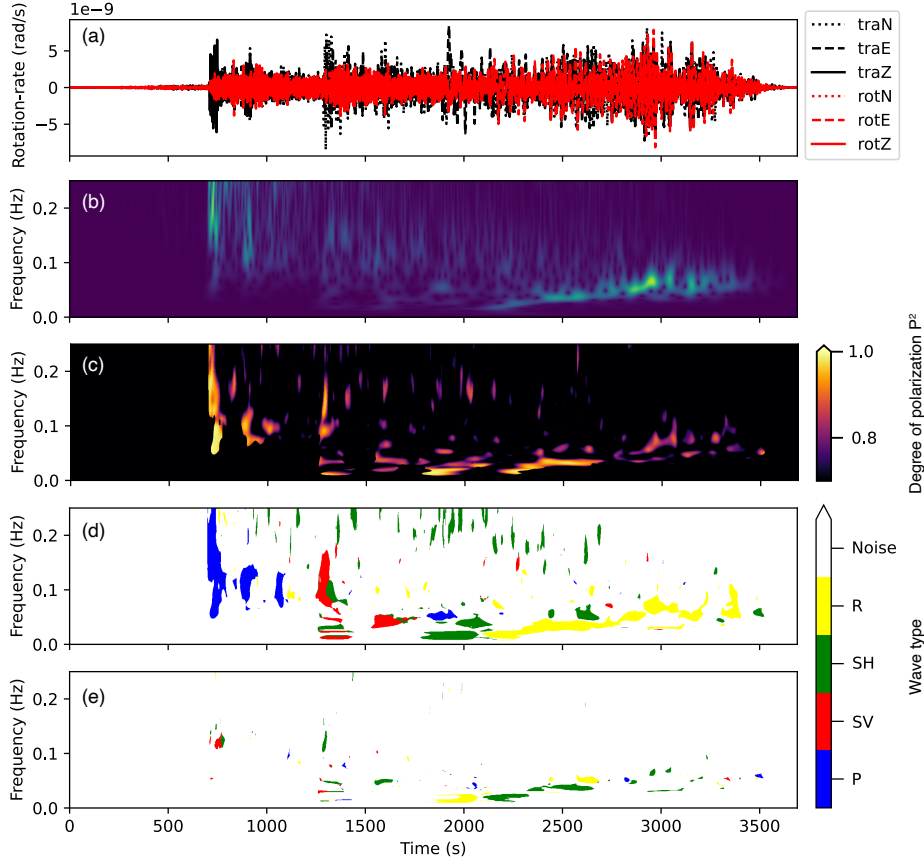 1e−9
(a)
Rotation-rate (rad/s)
5
0
−5
traN
traE
traZ
rotN
rotE
rotZ
(b)
Frequency (Hz)
0.2
0.1
0.0
(c)
Frequency (Hz)
0.2
0.1
0.0
1.0
0.9
0.8
Degree of polarization P²
(d)
Frequency (Hz)
0.2
0.1
0.0
(e)
Frequency (Hz)
0.2
0.1
0.0
Noise
R
SH
SV
P
Wave type
0 500 1000 1500 2000 2500 3000 3500
Time (s)